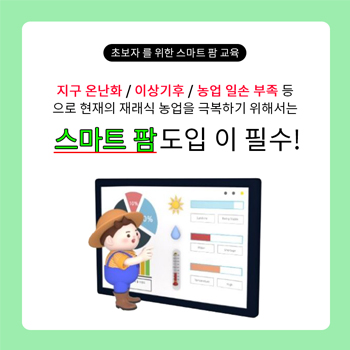 초보자 를 위한 스마트 팜 교육
지구 온난화 / 이상기후 / 농업 일손 부족 등
으로 현재의 재래식 농업을 극복하기 위해서는
스마트 팜 도입 이 필수!